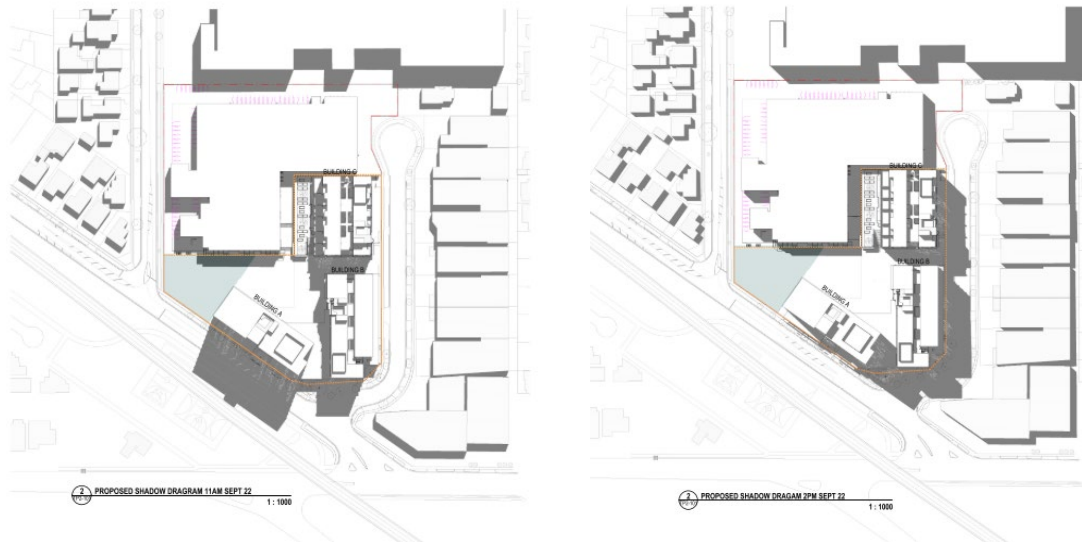 BUILDING C
BUILDING B
BUILDING A
2
PROPOSED SHADOW DRAGRAM 11AM SEPT 22
1 : 1000
BUILDING C
BUILDING B
BUILDING A
2
PROPOSED SHADOW DRAGAM 2PM SEPT 22
1 : 1000